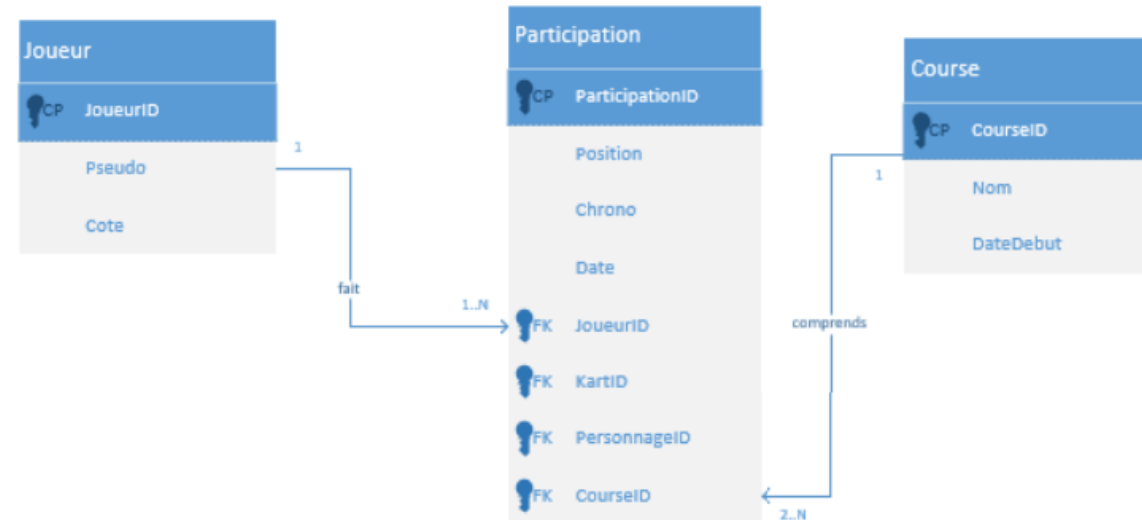 Joueur
CP JoueurID
Pseudo
Cote
1
fait
1..N
Participation
CP ParticipationID
Position
Chrono
Date
FK JoueurID
FK KartID
FK PersonnageID
FK CourseID
Course
CP CourseID
Nom
DateDebut
1
comprends
2..N